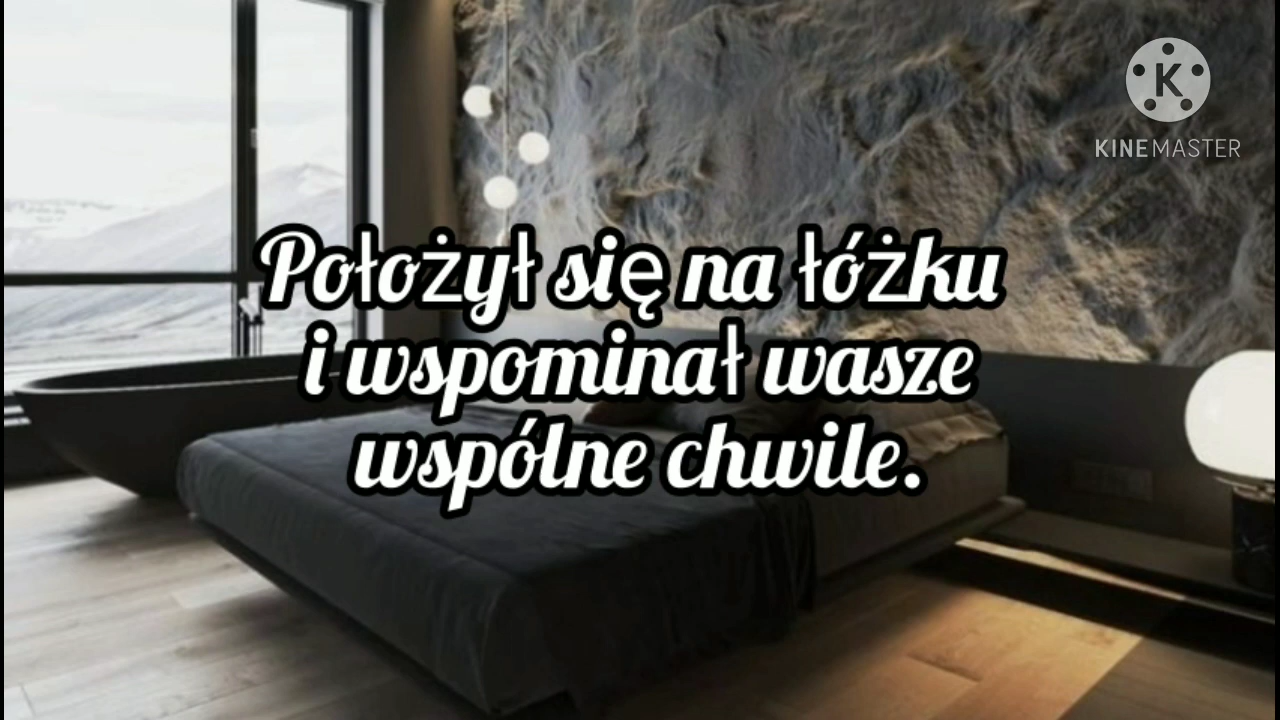 K
KINEMASTER
Położył się na łóżku
i wspominał wasze
wspólne chwile.